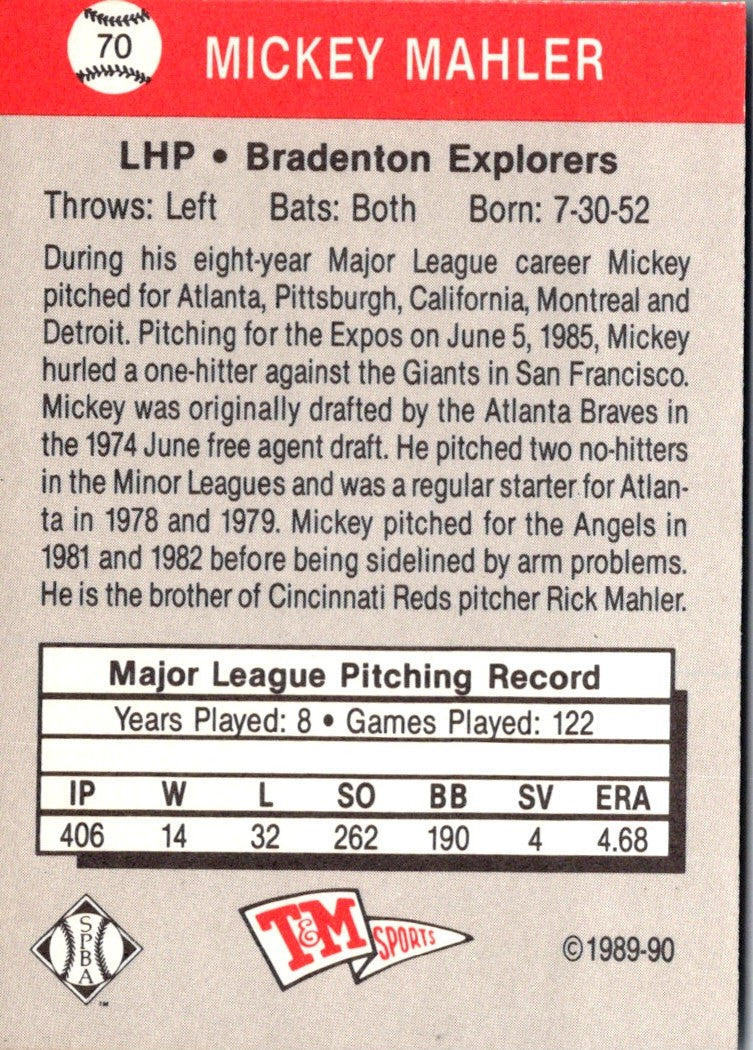 70
MICKEY MAHLER
LHP • Bradenton Explorers
Throws: Left Bats: Both Born: 7-30-52
During his eight-year Major League career Mickey
pitched for Atlanta, Pittsburgh, California, Montreal and
Detroit. Pitching for the Expos on June 5, 1985, Mickey
hurled a one-hitter against the Giants in San Francisco.
Mickey was originally drafted by the Atlanta Braves in
the 1974 June free agent draft. He pitched two no-hitters
in the Minor Leagues and was a regular starter for Atlan-
ta in 1978 and 1979. Mickey pitched for the Angels in
1981 and 1982 before being sidelined by arm problems.
He is the brother of Cincinnati Reds pitcher Rick Mahler.
Major League Pitching Record
Years Played: 8 • Games Played: 122
IP W L SO BB SV ERA
406 14 32 262 190 4 4.68
SPBA ™
T&M SPORTS
©1989-90